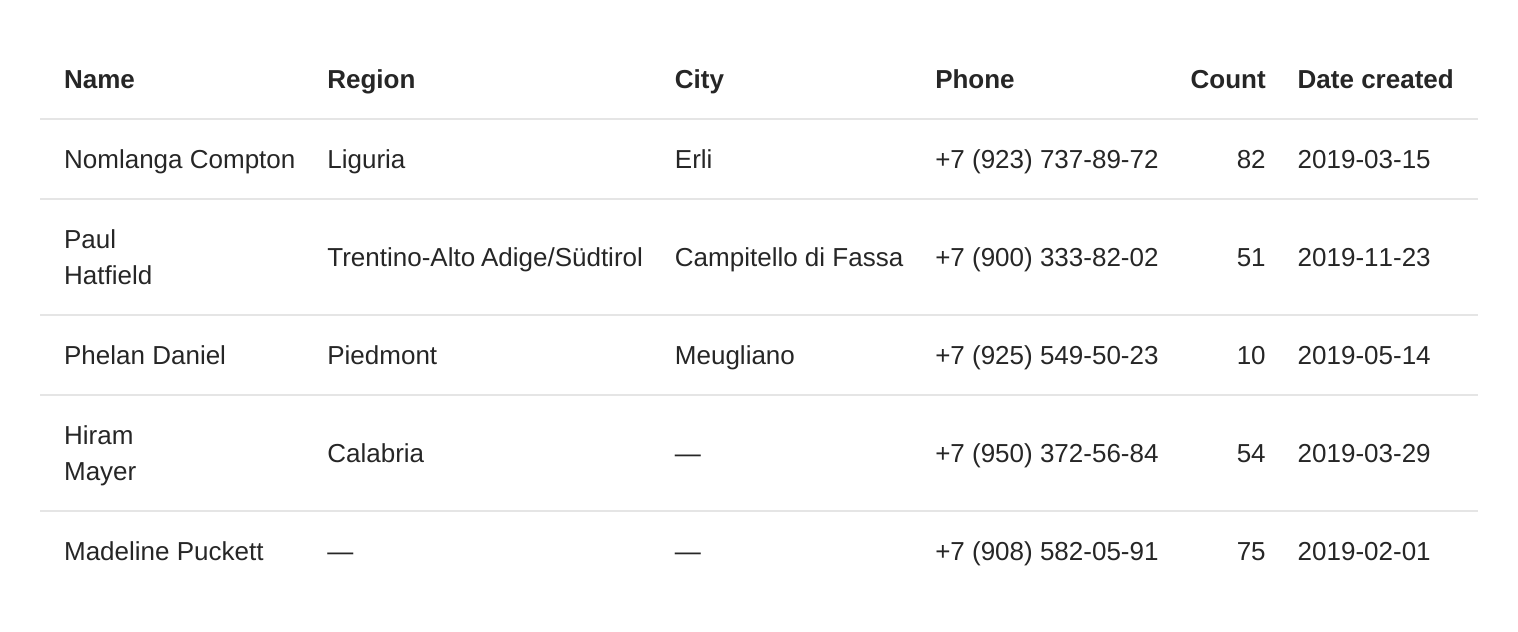 Name Region City Phone Count Date created
Nomlanga Compton Liguria Erli +7 (923) 737-89-72 82 2019-03-15
Paul
Hatfield Trentino-Alto Adige/Südtirol Campitello di Fassa +7 (900) 333-82-02 51 2019-11-23
Phelan Daniel Piedmont Meugliano +7 (925) 549-50-23 10 2019-05-14
Hiram
Mayer Calabria — +7 (950) 372-56-84 54 2019-03-29
Madeline Puckett — — +7 (908) 582-05-91 75 2019-02-01